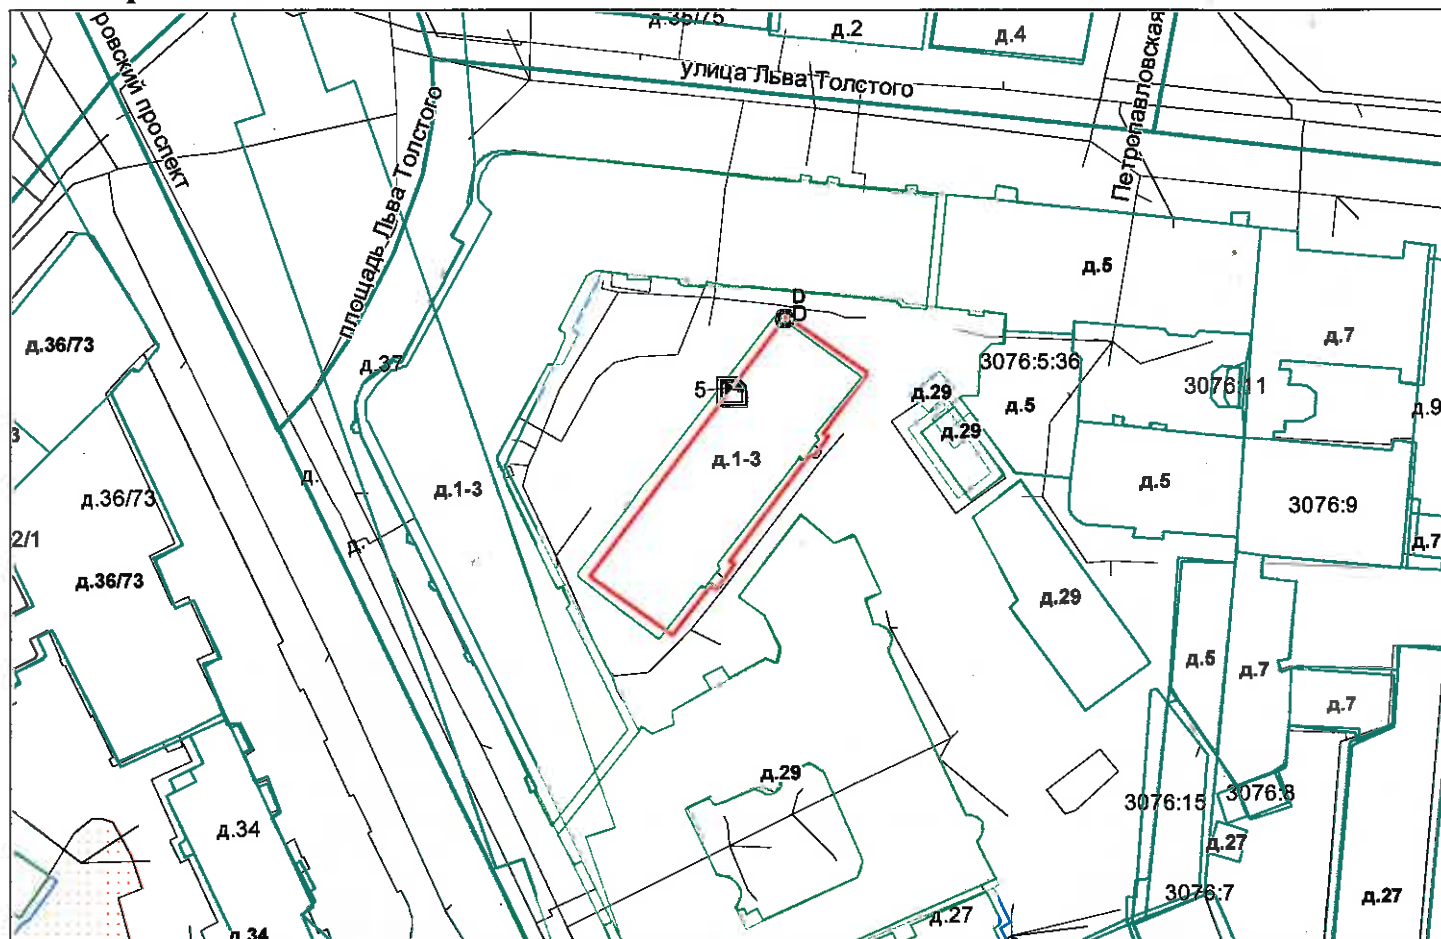 д.35/75
д.2
д.4
ровский проспект
улица Льва Толстого
Петропавловская
площадь Льва Толстого
д.5
D
D
д.36/73
д.37
3076:5:36
д.7
3076:11
5
д.29
д.5
д.9
3
д.29
д.1-3
д.
д.1-3
д.5
д.36/73
3076:9
2/1
д.
д.7
д.36/73
д.29
д.5
д.7
д.7
д.29
3076:15
3076:8
д.34
д.27
3076:7
д.27
д.27
д.34